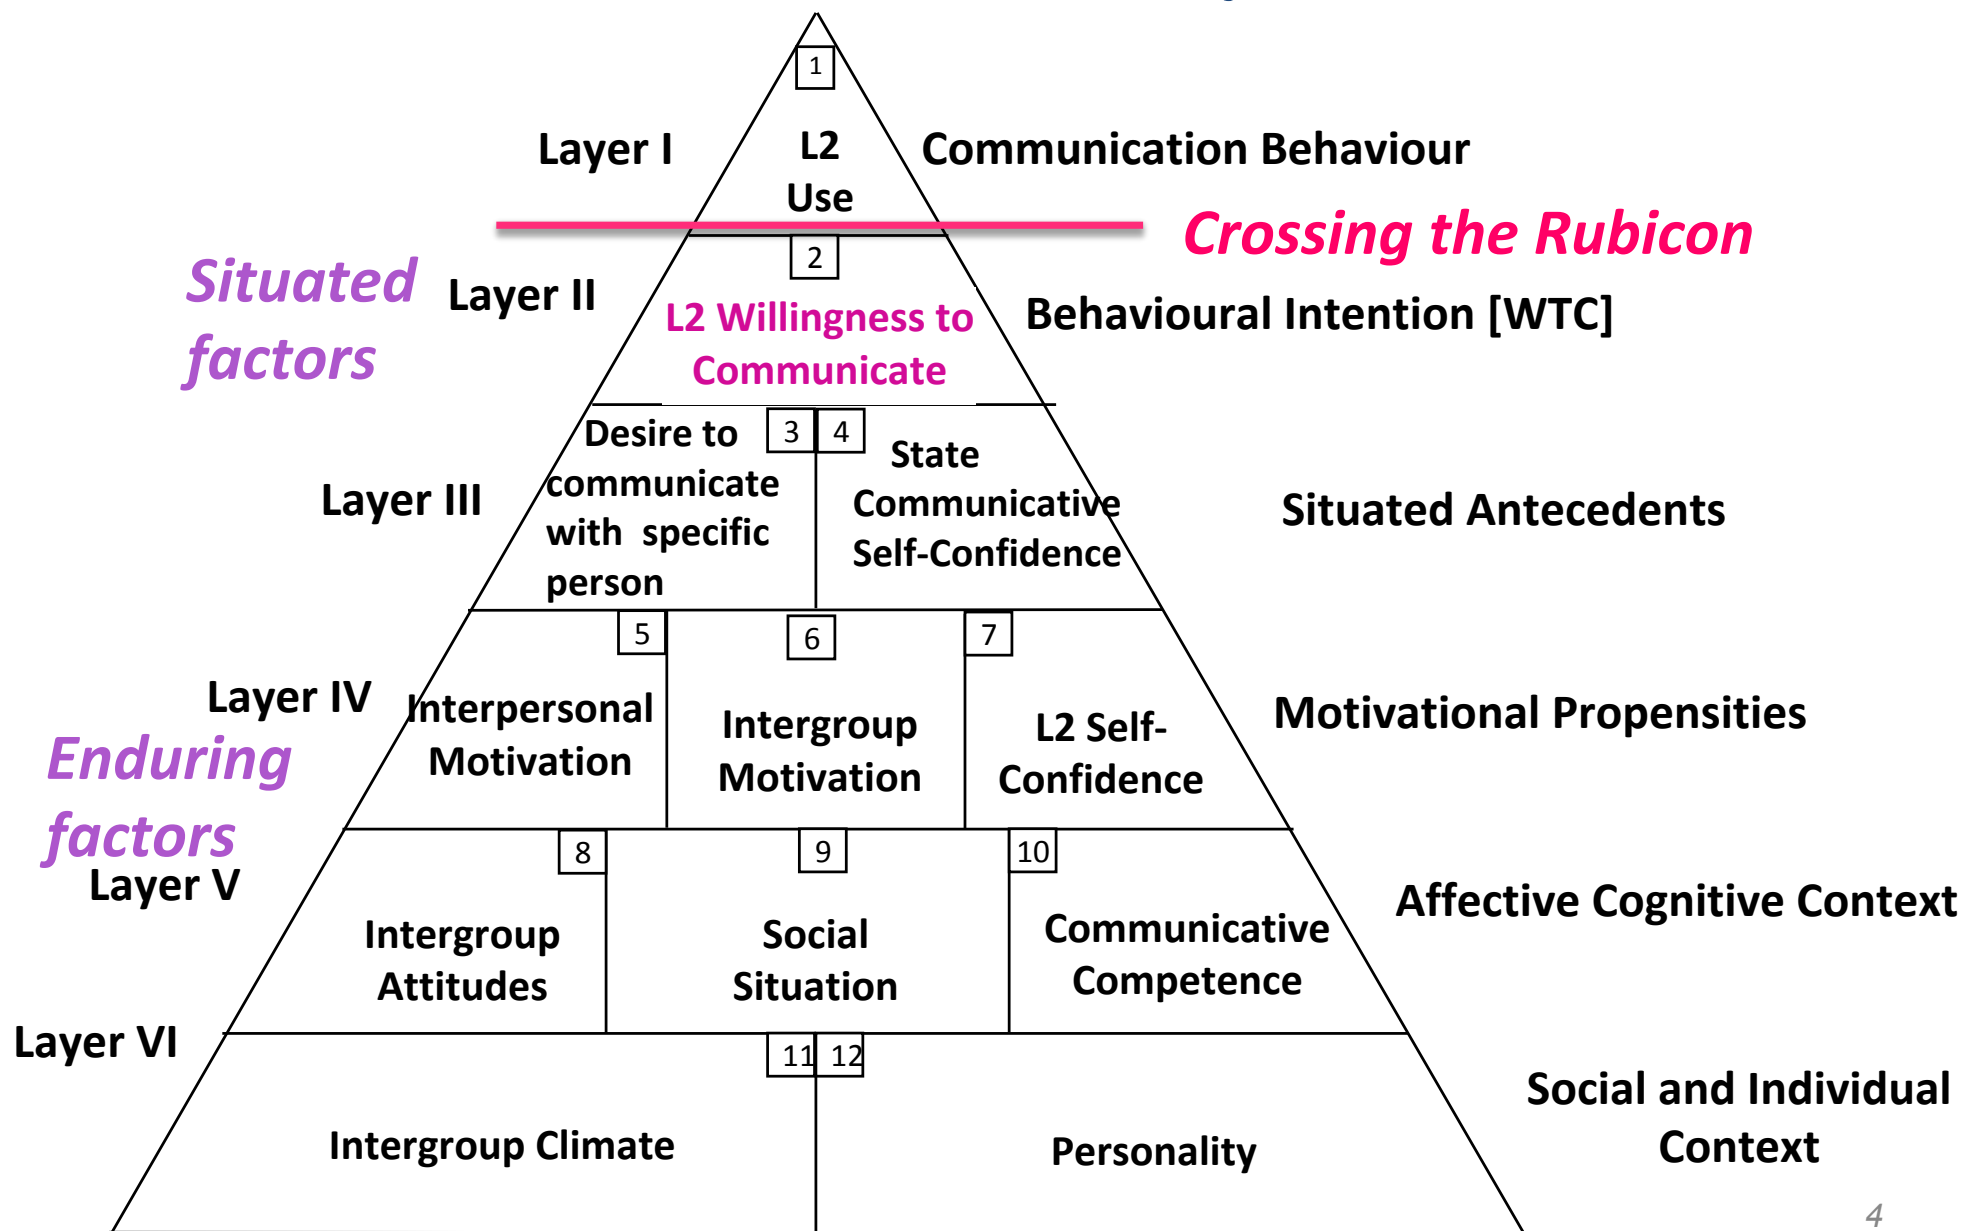 1
Layer I
L2
Use
Communication Behaviour
Crossing the Rubicon
Situated
factors
2
Layer II
L2 Willingness to
Communicate
Behavioural Intention [WTC]
3
4
Layer III
Desire to
communicate
with specific
person
State
Communicative
Self-Confidence
Situated Antecedents
5
6
7
Layer IV
Interpersonal
Motivation
Intergroup
Motivation
L2 Self-
Confidence
Motivational Propensities
Enduring
factors
8
9
10
Layer V
Intergroup
Attitudes
Social
Situation
Communicative
Competence
Affective Cognitive Context
11
12
Layer VI
Intergroup Climate
Personality
Social and Individual
Context
4